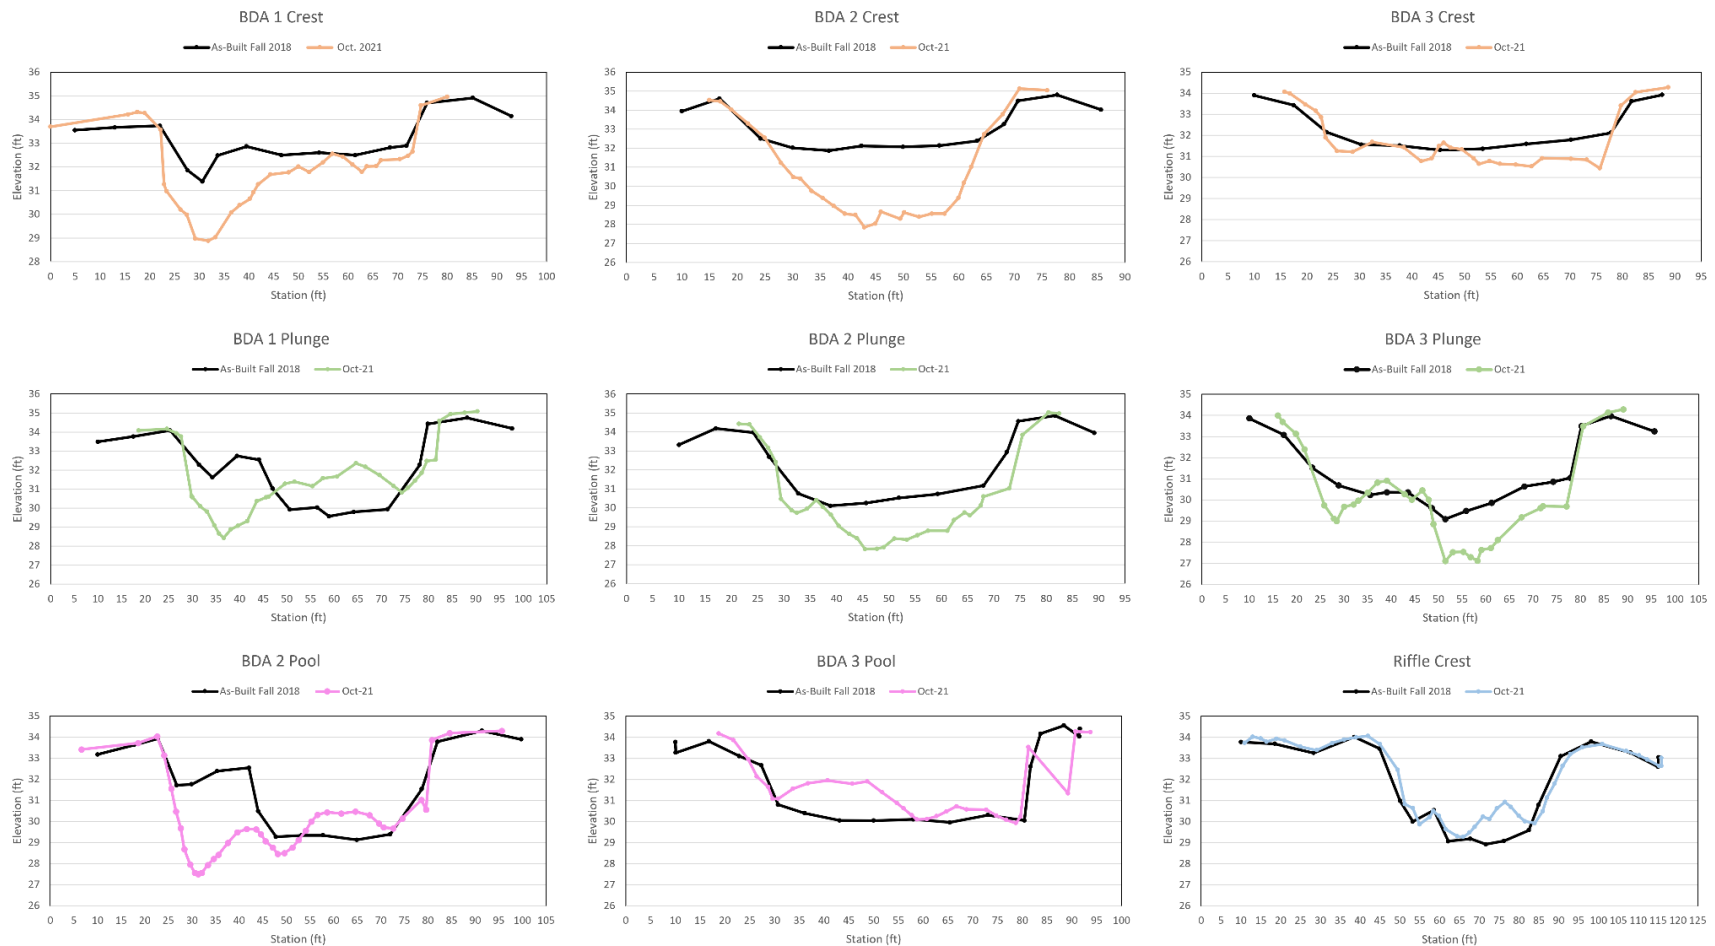 BDA 1 Crest
As-Built Fall 2018 Oct. 2021
Elevation (ft)
36
35
34
33
32
31
30
29
28
0 5 10 15 20 25 30 35 40 45 50 55 60 65 70 75 80 85 90 95 100
Station (ft)
BDA 2 Crest
As-Built Fall 2018 Oct-21
Elevation (ft)
36
35
34
33
32
31
30
29
28
27
26
0 5 10 15 20 25 30 35 40 45 50 55 60 65 70 75 80 85 90
Station (ft)
BDA 3 Crest
As-Built Fall 2018 Oct-21
Elevation (ft)
35
34
33
32
31
30
29
28
27
26
0 5 10 15 20 25 30 35 40 45 50 55 60 65 70 75 80 85 90 95
Station (ft)
BDA 1 Plunge
As-Built Fall 2018 Oct-21
Elevation (ft)
36
35
34
33
32
31
30
29
28
27
26
0 5 10 15 20 25 30 35 40 45 50 55 60 65 70 75 80 85 90 95 100 105
Station (ft)
BDA 2 Plunge
As-Built Fall 2018 Oct-21
Elevation (ft)
36
35
34
33
32
31
30
29
28
27
26
0 5 10 15 20 25 30 35 40 45 50 55 60 65 70 75 80 85 90 95
Station (ft)
BDA 3 Plunge
As-Built Fall 2018 Oct-21
Elevation (ft)
35
34
33
32
31
30
29
28
27
26
0 5 10 15 20 25 30 35 40 45 50 55 60 65 70 75 80 85 90 95 100 105
Station (ft)
BDA 2 Pool
As-Built Fall 2018 Oct-21
Elevation (ft)
35
34
33
32
31
30
29
28
27
26
0 5 10 15 20 25 30 35 40 45 50 55 60 65 70 75 80 85 90 95 100 105
Station (ft)
BDA 3 Pool
As-Built Fall 2018 Oct-21
Elevation (ft)
35
34
33
32
31
30
29
28
27
26
0 5 10 15 20 25 30 35 40 45 50 55 60 65 70 75 80 85 90 95 100
Station (ft)
Riffle Crest
As-Built Fall 2018 Oct-21
Elevation (ft)
35
34
33
32
31
30
29
28
27
26
0 5 10 15 20 25 30 35 40 45 50 55 60 65 70 75 80 85 90 95 100 105 110 115 120 125
Station (ft)